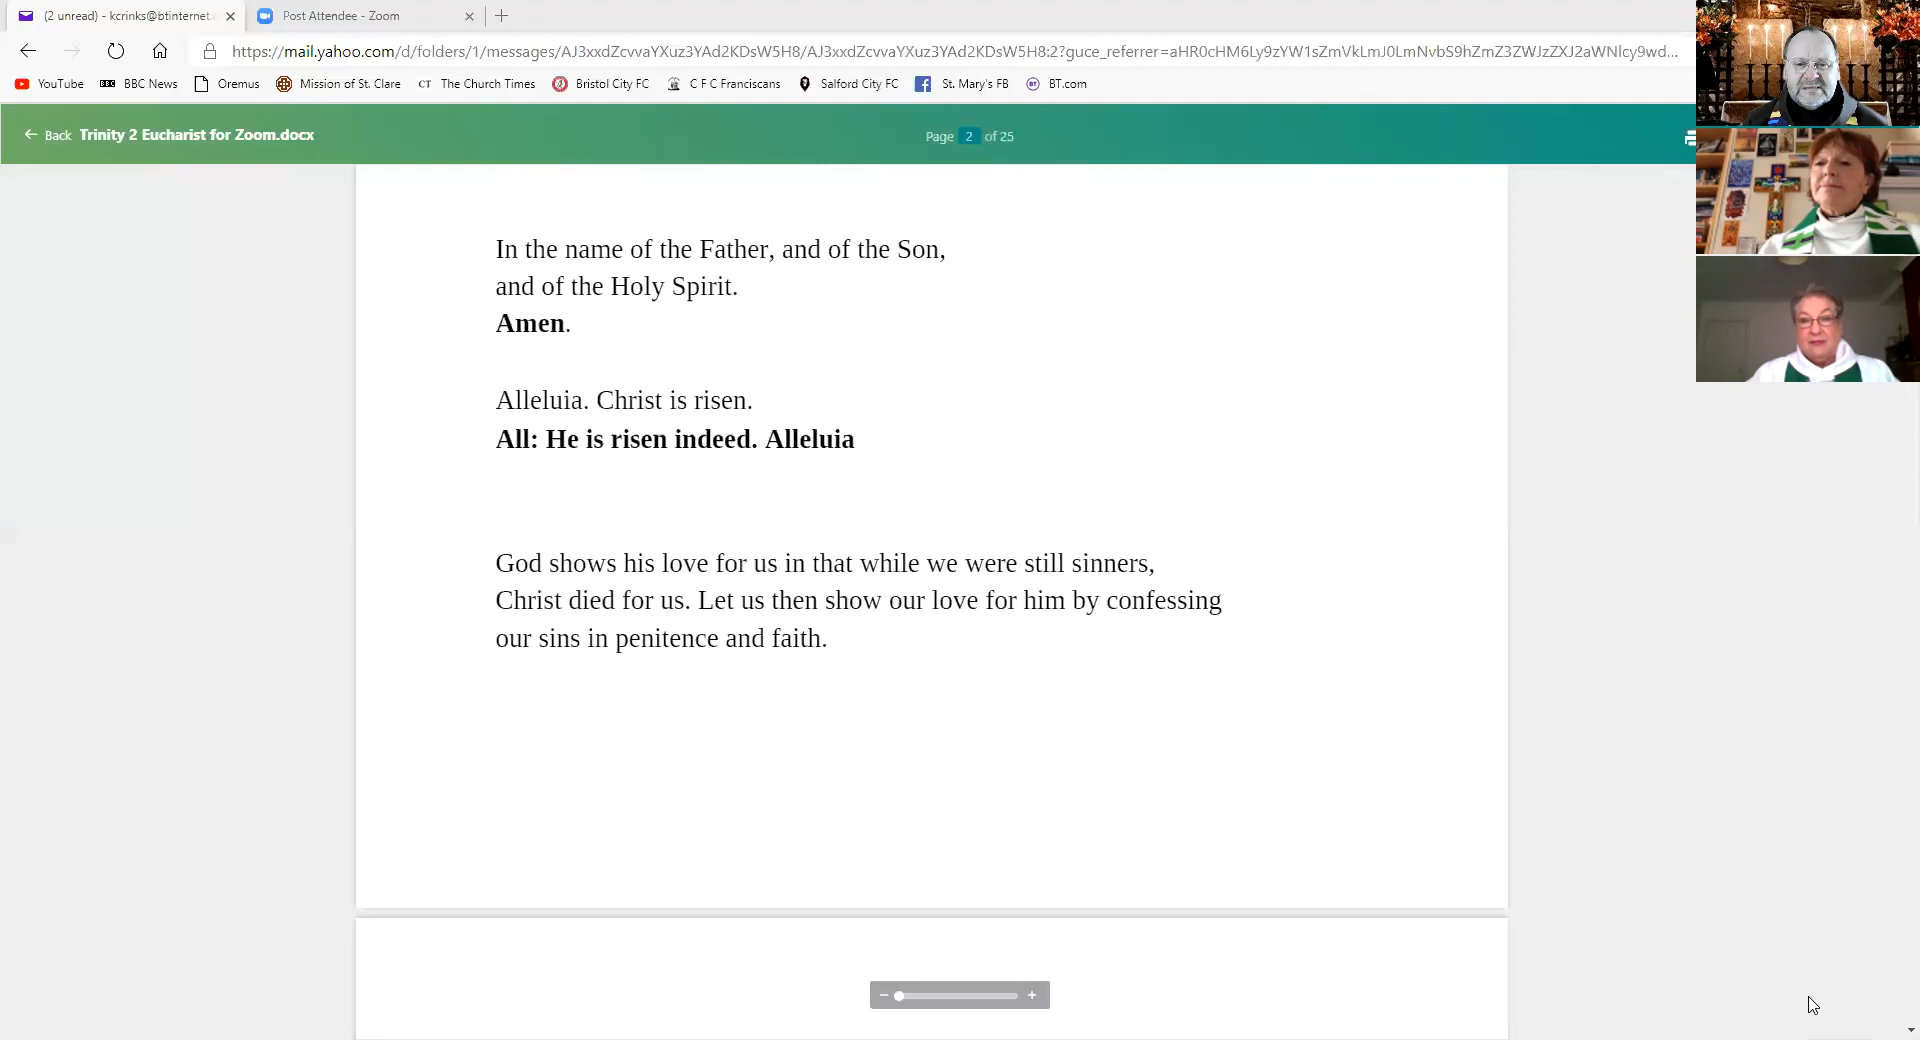 (2 unread) - kcrinks@btinternet.c
Post Attendee - Zoom
https://mail.yahoo.com/d/folders/1/messages/AJ3xxdZcvvaYXuz3YAd2KDsW5H8/AJ3xxdZcvvaYXuz3YAd2KDsW5H8:2?guce_referrer=aHR0cHM6Ly9zYW1sZmVkLmJ0LmNvbS9hZmZ3ZWJzZXJ2aWNlcy9wd...
YouTube BBC News Oremus Mission of St. Clare CT The Church Times Bristol City FC C F C Franciscans Salford City FC St. Mary's FB BT.com
Back Trinity 2 Eucharist for Zoom.docx
Page 2 of 25
In the name of the Father, and of the Son,
and of the Holy Spirit.
Amen.
Alleluia. Christ is risen.
All: He is risen indeed. Alleluia
God shows his love for us in that while we were still sinners,
Christ died for us. Let us then show our love for him by confessing
our sins in penitence and faith.